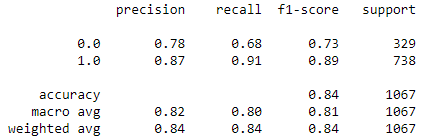 precision recall f1-score support
0.0 0.78 0.68 0.73 329
1.0 0.87 0.91 0.89 738
accuracy 0.84 1067
macro avg 0.82 0.80 0.81 1067
weighted avg 0.84 0.84 0.84 1067